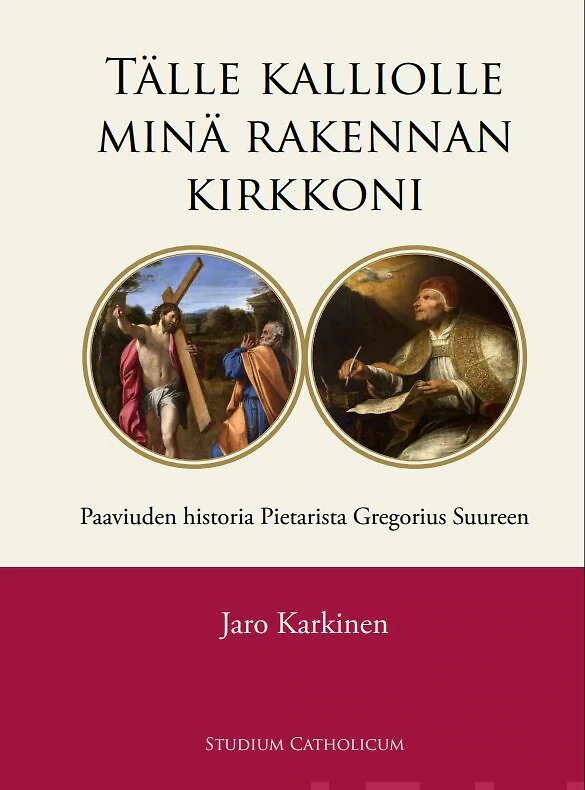 TÄLLE KALLIOLLE
MINÄ RAKENNAN
KIRKKONI
Paaviuden historia Pietarista Gregorius Suureen
Jaro Karkinen
STUDIUM CATHOLICUM